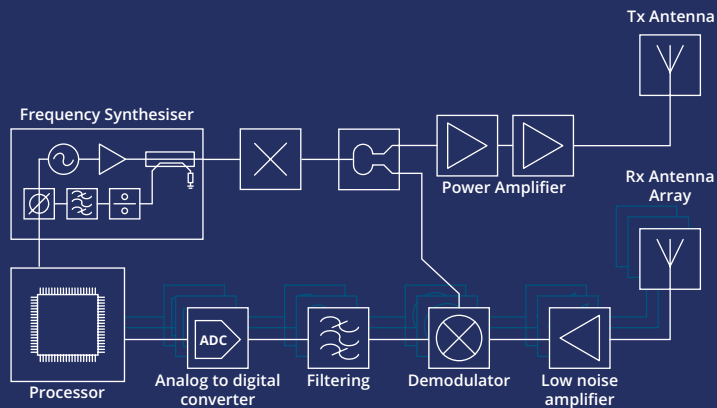 Tx Antenna
Frequency Synthesiser
Power Amplifier
Rx Antenna
Array
ADC
Processor
Analog to digital
converter
Filtering
Demodulator
Low noise
amplifier